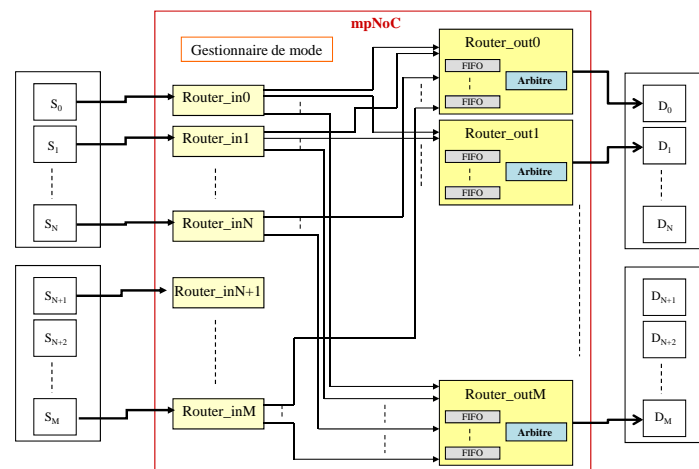 mpNoC
Gestionnaire de mode
S0
S1
SN
SN+1
SN+2
SM
Router_in0
Router_in1
Router_inN
Router_inN+1
Router_inM
Router_out0
FIFO
Arbitre
FIFO
Router_out1
FIFO
Arbitre
FIFO
Router_outM
FIFO
Arbitre
FIFO
D0
D1
DN
DN+1
DN+2
DM